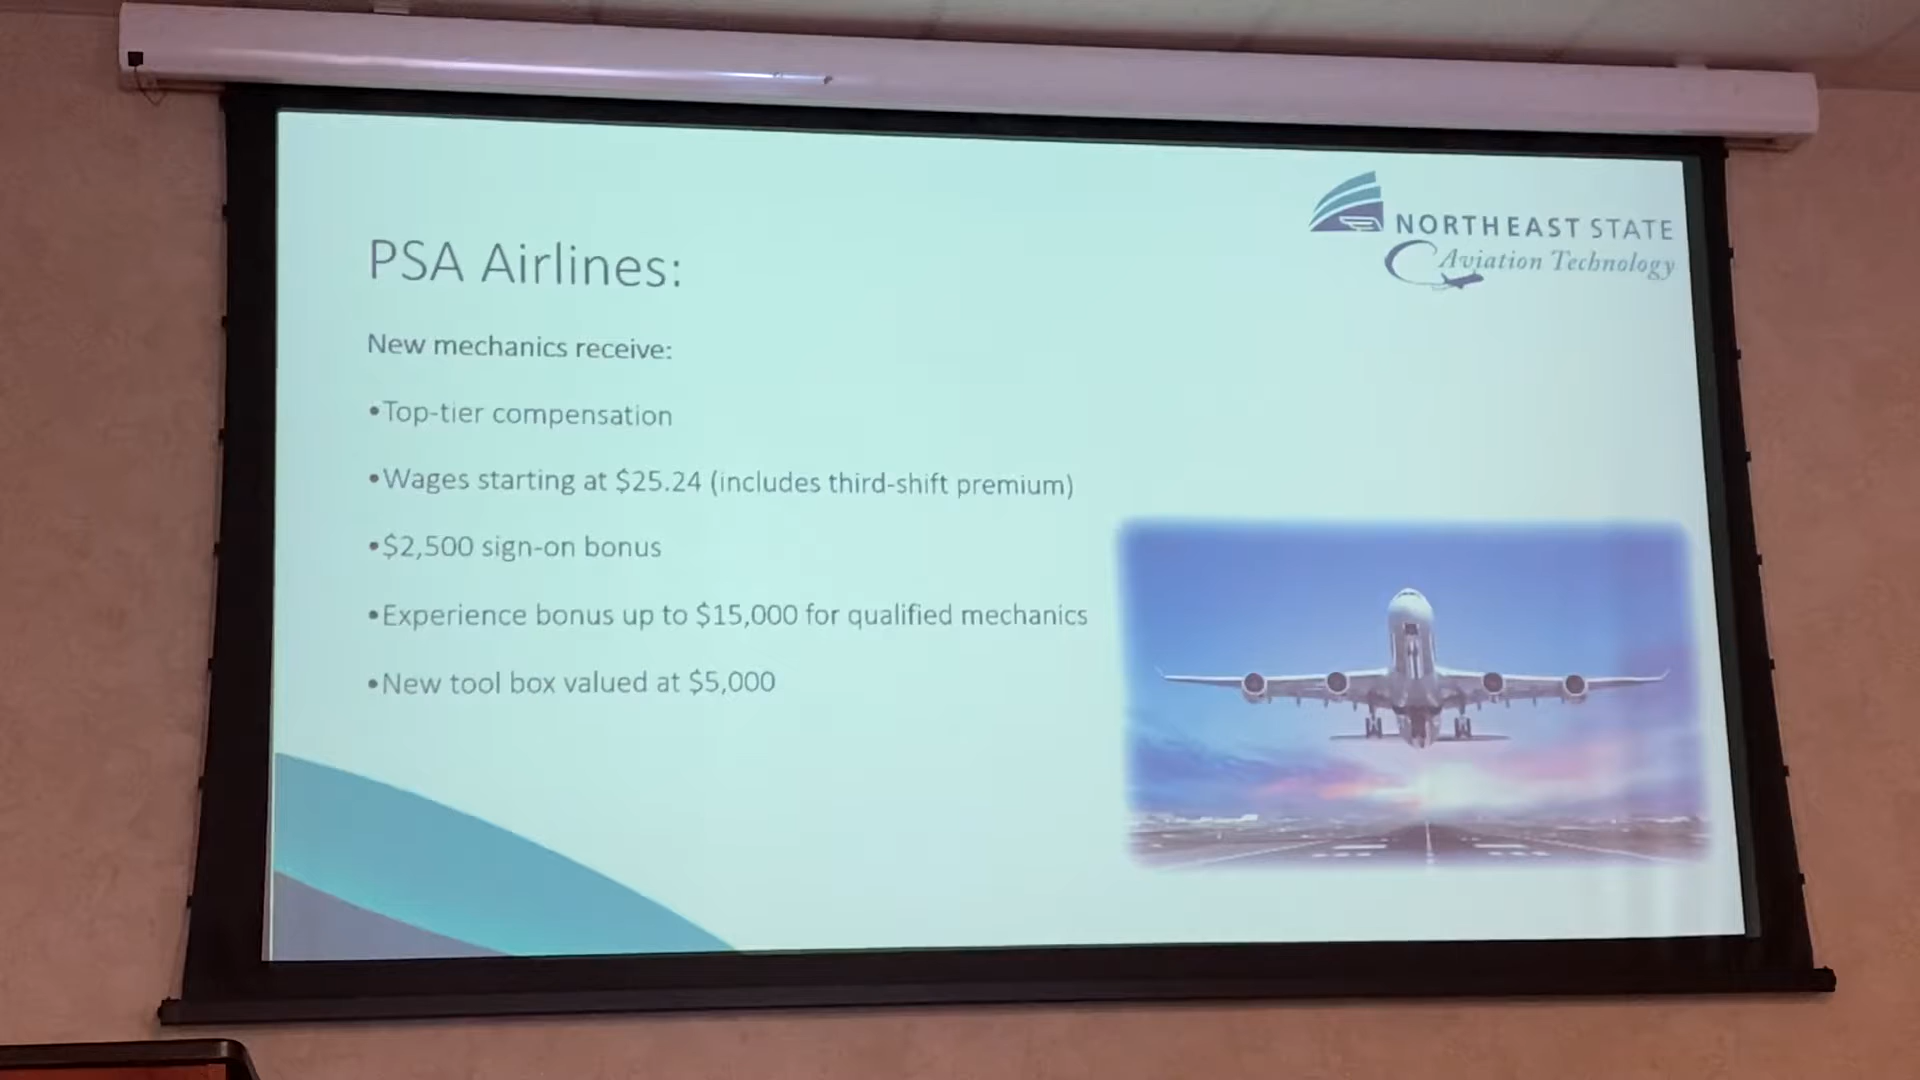 NORTHEAST STATE
Aviation Technology
PSA Airlines:
New mechanics receive:
•Top-tier compensation
•Wages starting at $25.24 (includes third-shift premium)
•$2,500 sign-on bonus
•Experience bonus up to $15,000 for qualified mechanics
•New tool box valued at $5,000